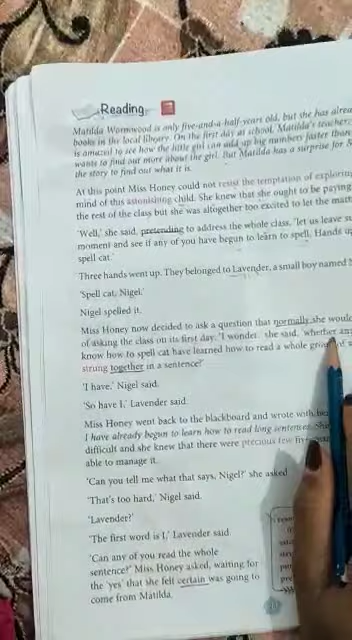 Reading
Matilda Wormwood is only five-and-a-half-years old, but she has
books in the local library. On the first day at school, Matilda's teacher,
is amazed to see how the little girl can add up big numbers faster than
wants to find out more about the girl. But Matilda has a surprise for
the story to find out what it is.
At this point Miss Honey could not resist the temptation of exploring
mind of this astonishing child. She knew that she ought to be paying
the rest of the class but she was altogether too excited to let the
'Well,' she said, pretending to address the whole class, 'let us leave
moment and see if any of you have begun to learn to spell. Hands
spell cat.'
Three hands went up. They belonged to Lavender, a small boy named
'Spell cat, Nigel.'
Nigel spelled it.
Miss Honey now decided to ask a question that normally she
of asking the class on its first day. 'I wonder,' she said, 'whether
know how to spell cat have learned how to read a whole of
strung together in a sentence?'
'I have,' Nigel said.
'So have I,' Lavender said.
Miss Honey went back to the blackboard and wrote with
I have already begun to learn how to read long sentences.
difficult and she knew that there were precious few
able to manage it.
'Can you tell me what that says, Nigel?' she asked.
'That's too hard,' Nigel said.
'Lavender?'
'The first word is I,' Lavender said.
'Can any of you read the whole
sentence?' Miss Honey asked, waiting for
the 'yes' that she felt certain was going to
come from Matilda.